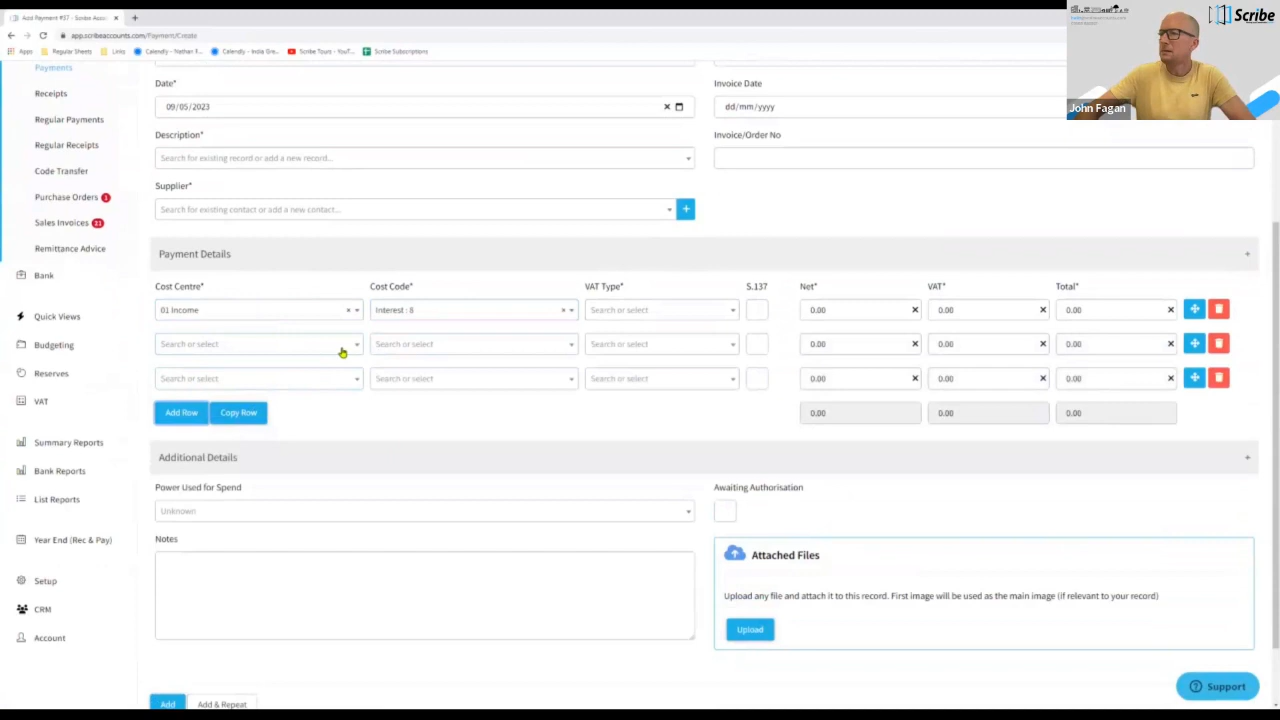 Add Payment #37 - Scribe Accou
app.scribeaccounts.com/Payment/Create
Apps
Regular Sheets
Links
Calendly - Nathan F...
Calendly - India Gre...
Scribe Tours - YouT...
Scribe Subscriptions
Scribe
John Fagan
Payments
Receipts
Regular Payments
Regular Receipts
Code Transfer
Purchase Orders 1
Sales Invoices 31
Remittance Advice
Bank
Quick Views
Budgeting
Reserves
VAT
Summary Reports
Bank Reports
List Reports
Year End (Rec & Pay)
Setup
CRM
Account
Date*
Invoice Date
09/05/2023
dd/mm/yyyy
Description*
Invoice/Order No
Search for existing record or add a new record...
Supplier*
Search for existing contact or add a new contact...
Payment Details
Cost Centre* Cost Code* VAT Type* S.137 Net* VAT* Total*
01 Income Interest : 8 Search or select 0.00 0.00 0.00
Search or select Search or select Search or select 0.00 0.00 0.00
Search or select Search or select Search or select 0.00 0.00 0.00
Add Row Copy Row 0.00 0.00 0.00
Additional Details
Power Used for Spend
Awaiting Authorisation
Unknown
Notes
Attached Files
Upload any file and attach it to this record. First image will be used as the main image (if relevant to your record)
Upload
Add
Add & Repeat
Support